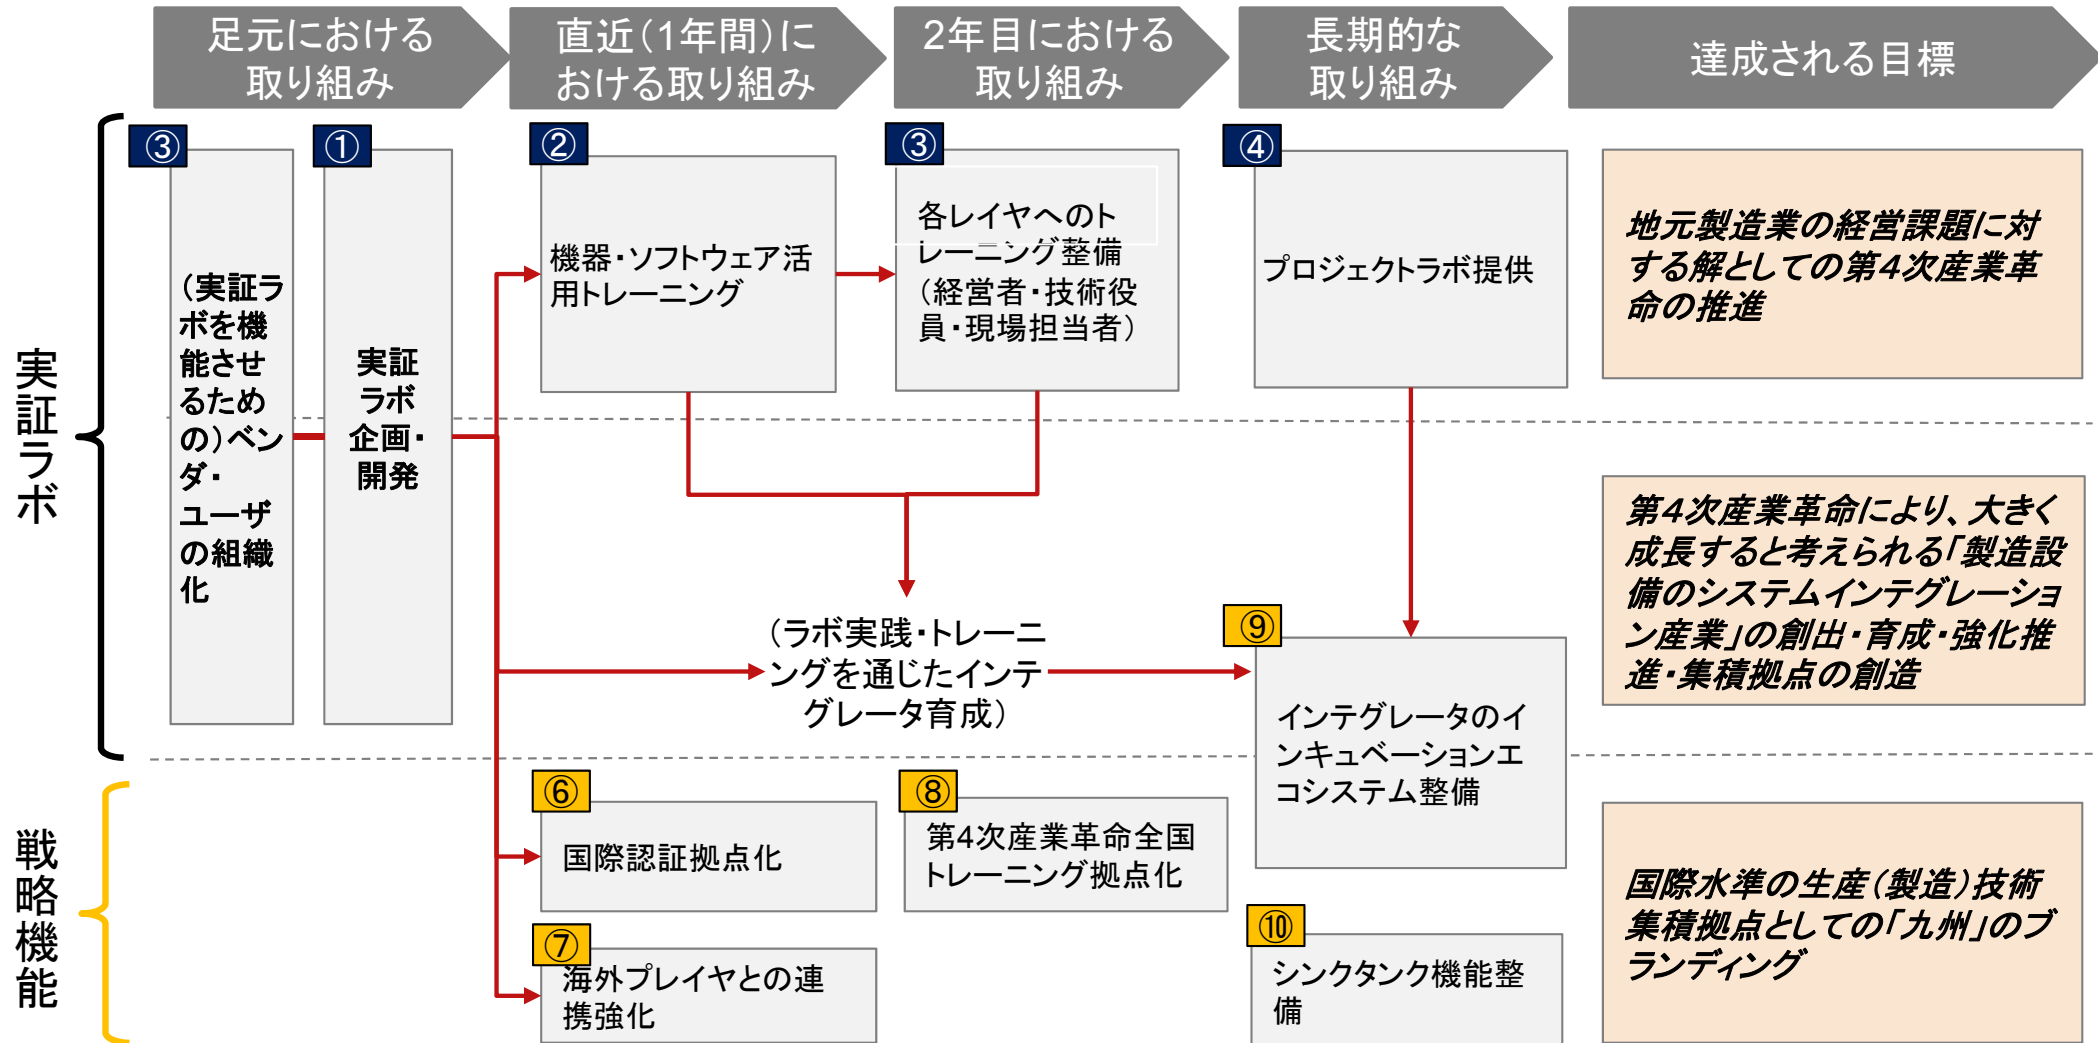 足元における
取り組み
直近（1年間）に
おける取り組み
2年目における
取り組み
長期的な
取り組み
達成される目標
実証ラボ
③
（実証ラ
ボを機
能させ
るため
の）ベン
ダ・
ユーザ
の組織
化
①
実証
ラボ
企画・
開発
②
機器・ソフトウェア活
用トレーニング
③
各レイヤへのト
レーニング整備
（経営者・技術役
員・現場担当者）
④
プロジェクトラボ提供
地元製造業の経営課題に対
する解としての第4次産業革
命の推進
（ラボ実践・トレーニ
ングを通じたインテ
グレータ育成）
⑨
インテグレータのイ
ンキュベーションエ
コシステム整備
第4次産業革命により、大きく
成長すると考えられる「製造設
備のシステムインテグレーショ
ン産業」の創出・育成・強化推
進・集積拠点の創造
戦略機能
⑥
国際認証拠点化
⑧
第4次産業革命全国
トレーニング拠点化
⑦
海外プレイヤとの連
携強化
⑩
シンクタンク機能整
備
国際水準の生産（製造）技術
集積拠点としての「九州」のブ
ランディング